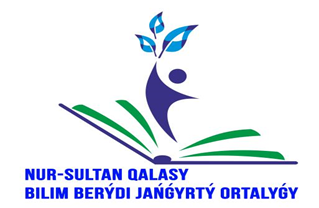 NUR-SULTAN QALASY
BILIM BERÝDI JAŃǴYRTÝ ORTALYǴY